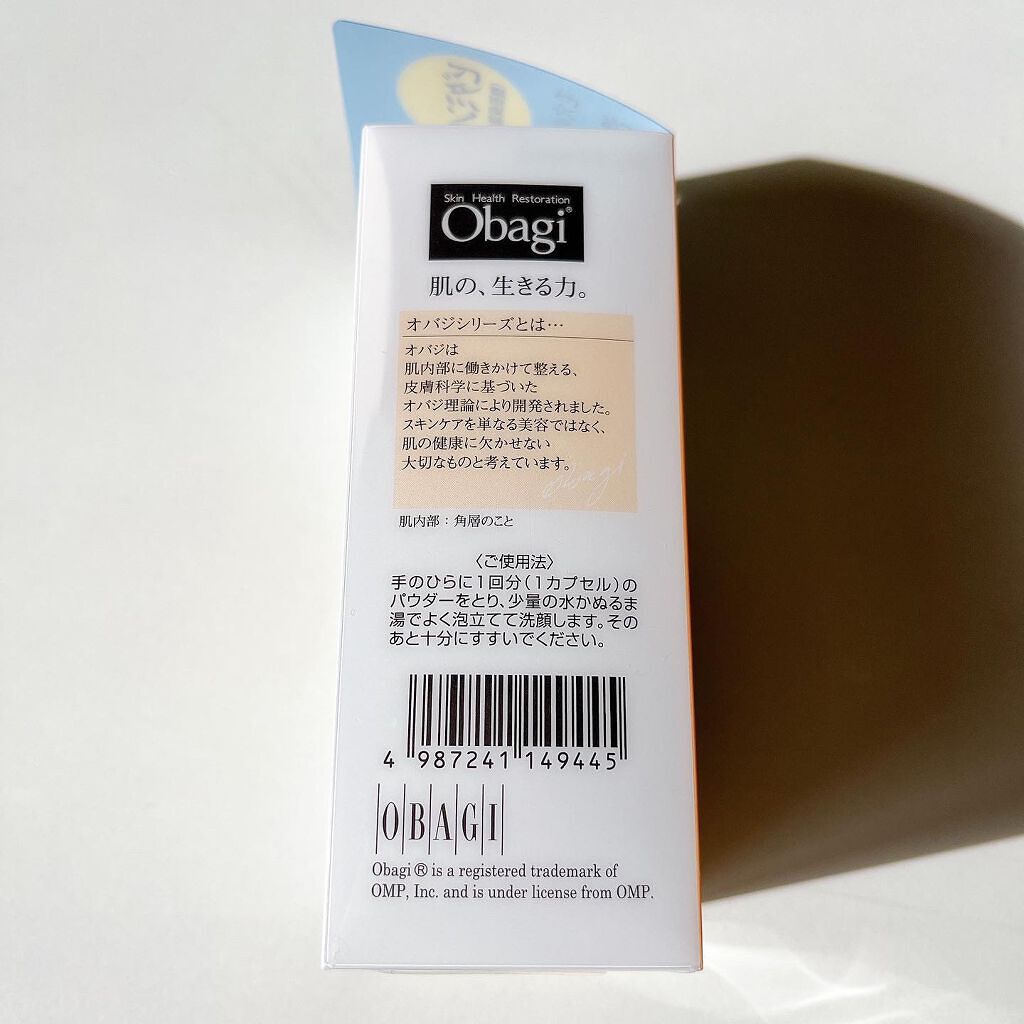 Skin Health Restoration
Obagi®
肌の、生きる力。
オバジシリーズとは…
オバジは
肌内部に働きかけて整える、
皮膚科学に基づいた
オバジ理論により開発されました。
スキンケアを単なる美容ではなく、
肌の健康に欠かせない
大切なものと考えています。
Obagi
肌内部：角層のこと
〈ご使用法〉
手のひらに1回分（1カプセル）の
パウダーをとり、少量の水かぬるま
湯でよく泡立てて洗顔します。その
あと十分にすすいでください。
4 987241 149445
OBAGI
Obagi ® is a registered trademark of
OMP, Inc. and is under license from OMP.